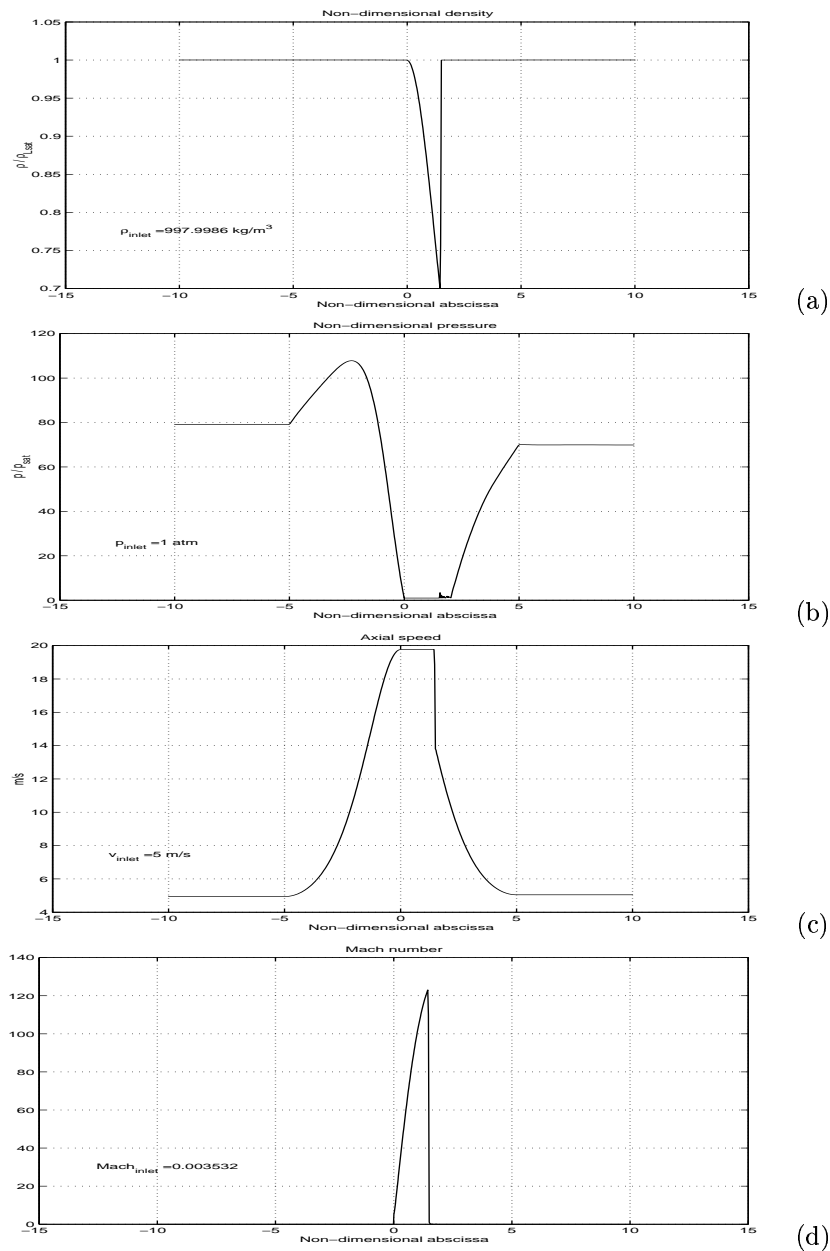 Non−dimensional density
1.05
1
0.95
0.9
0.85
0.8
0.75
0.7
ρ / ρLsat
ρinlet =997.9986 kg/m3
−15 −10 −5 0 5 10 15
Non−dimensional abscissa
(a)
Non−dimensional pressure
120
100
80
60
40
20
0
p / psat
pinlet =1 atm
−15 −10 −5 0 5 10 15
Non−dimensional abscissa
(b)
Axial speed
20
18
16
14
12
10
8
6
4
m/s
vinlet =5 m/s
−15 −10 −5 0 5 10 15
Non−dimensional abscissa
(c)
Mach number
140
120
100
80
60
40
20
0
Machinlet =0.003532
−15 −10 −5 0 5 10 15
Non−dimensional abscissa
(d)